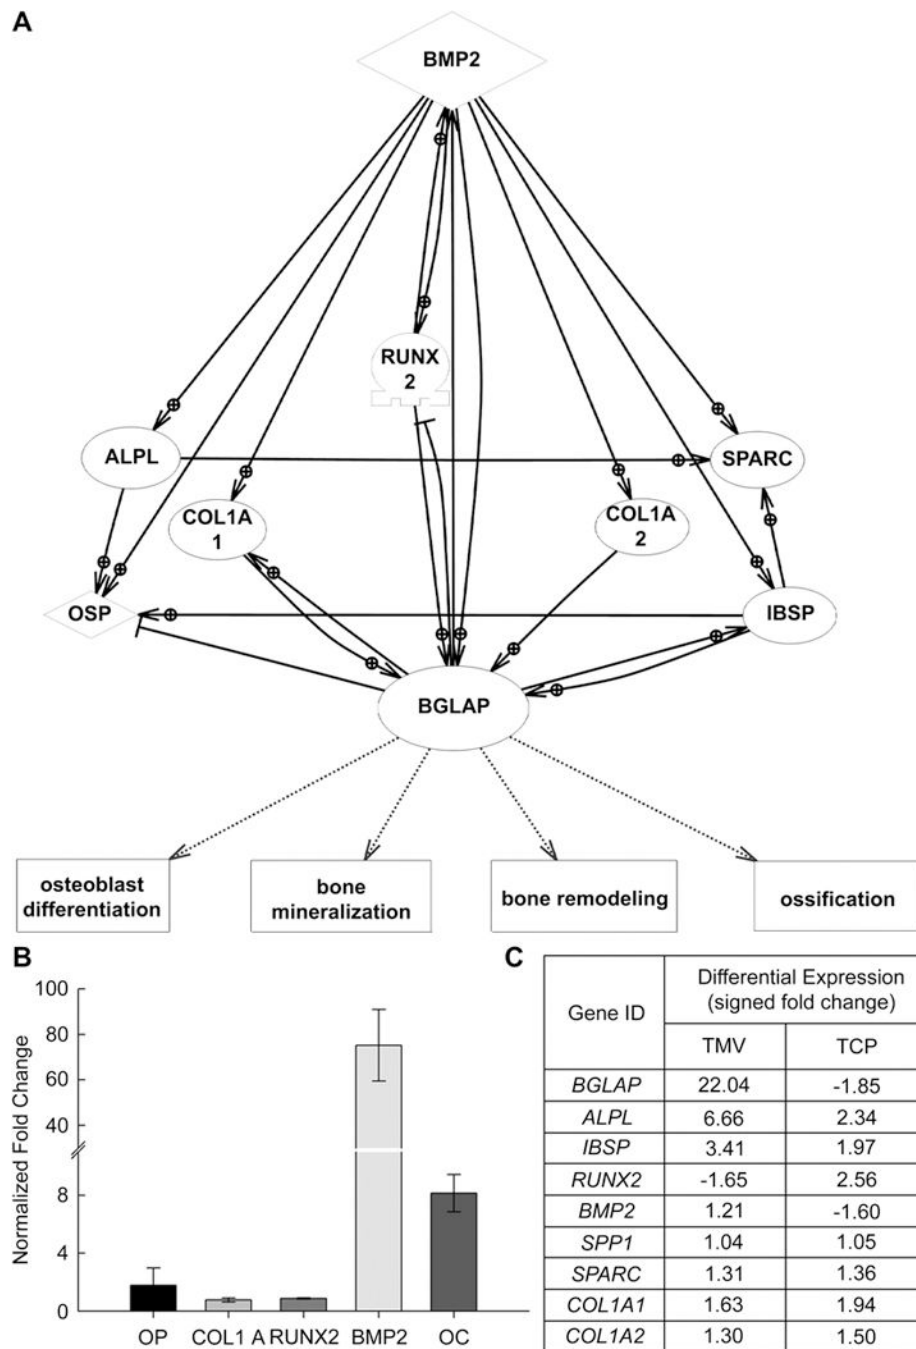 A
BMP2
RUNX
2
ALPL
SPARC
COL1A
1
COL1A
2
OSP
IBSP
BGLAP
osteoblast
differentiation
bone
mineralization
bone remodeling
ossification
B
Normalized Fold Change
100
80
60
40
8
4
0
OP COL1 A RUNX2 BMP2 OC
C
Gene ID
Differential Expression
(signed fold change)
TMV TCP
BGLAP 22.04 -1.85
ALPL 6.66 2.34
IBSP 3.41 1.97
RUNX2 -1.65 2.56
BMP2 1.21 -1.60
SPP1 1.04 1.05
SPARC 1.31 1.36
COL1A1 1.63 1.94
COL1A2 1.30 1.50